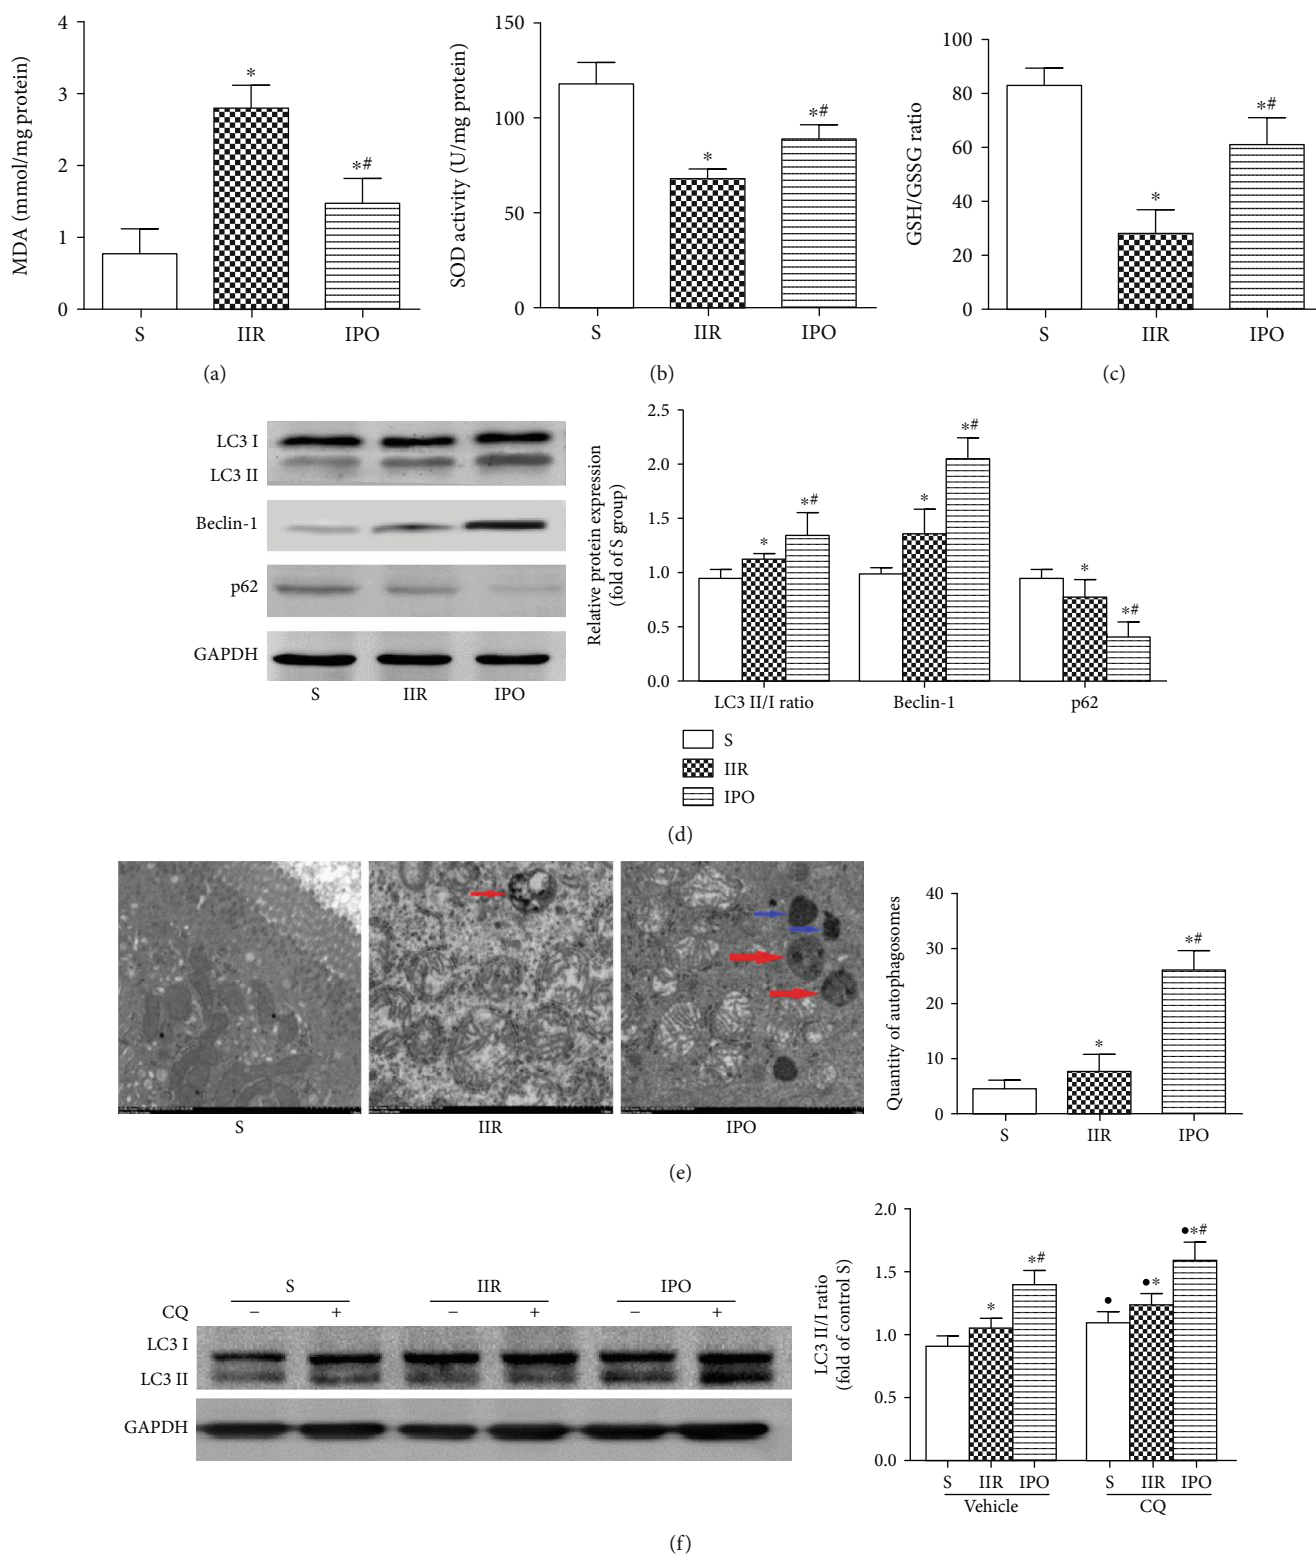 4
3
2
1
0
MDA (mmol/mg protein)
*
*#
S IIR IPO
(a)
150
100
50
0
SOD activity (U/mg protein)
*
*#
S IIR IPO
(b)
100
80
60
40
20
0
GSH/GSSG ratio
*
*#
S IIR IPO
(c)
LC3 I
LC3 II
Beclin-1
p62
GAPDH
S IIR IPO
2.5
2.0
1.5
1.0
0.5
0.0
Relative protein expression
(fold of S group)
*
*#
*
*#
*
*#
LC3 II/I ratio Beclin-1 p62
S
IIR
IPO
(d)
S IIR IPO
40
30
20
10
0
Quantity of autophagosomes
*
*#
S IIR IPO
(e)
S IIR IPO
CQ − + − + − +
LC3 I
LC3 II
GAPDH
2.0
1.5
1.0
0.5
0.0
LC3 II/I ratio
(fold of control S)
*
*#
•
•*
•*#
S IIR IPO S IIR IPO
Vehicle CQ
(f)